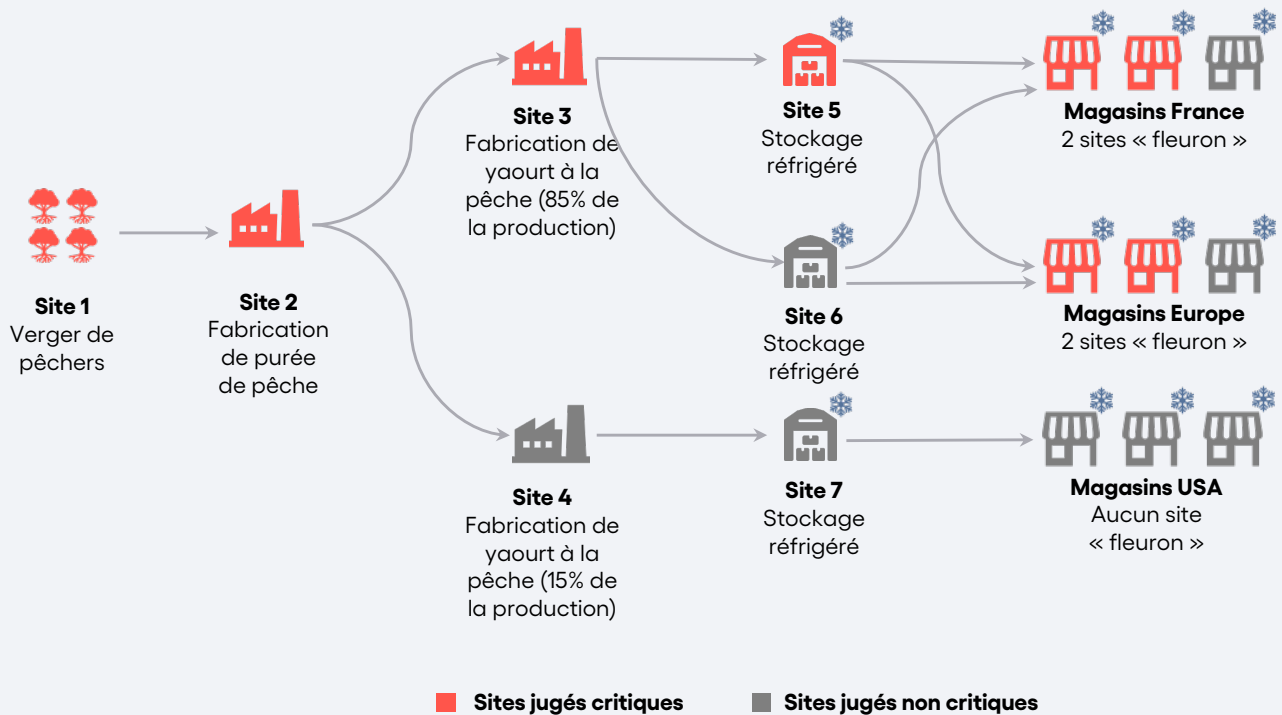 Site 1
Verger de
pêchers
Site 2
Fabrication
de purée
de pêche
Site 3
Fabrication de
yaourt à la
pêche (85% de
la production)
Site 4
Fabrication de
yaourt à la
pêche (15% de
la production)
Site 5
Stockage
réfrigéré
Site 6
Stockage
réfrigéré
Site 7
Stockage
réfrigéré
Magasins France
2 sites « fleuron »
Magasins Europe
2 sites « fleuron »
Magasins USA
Aucun site
« fleuron »
Sites jugés critiques
Sites jugés non critiques